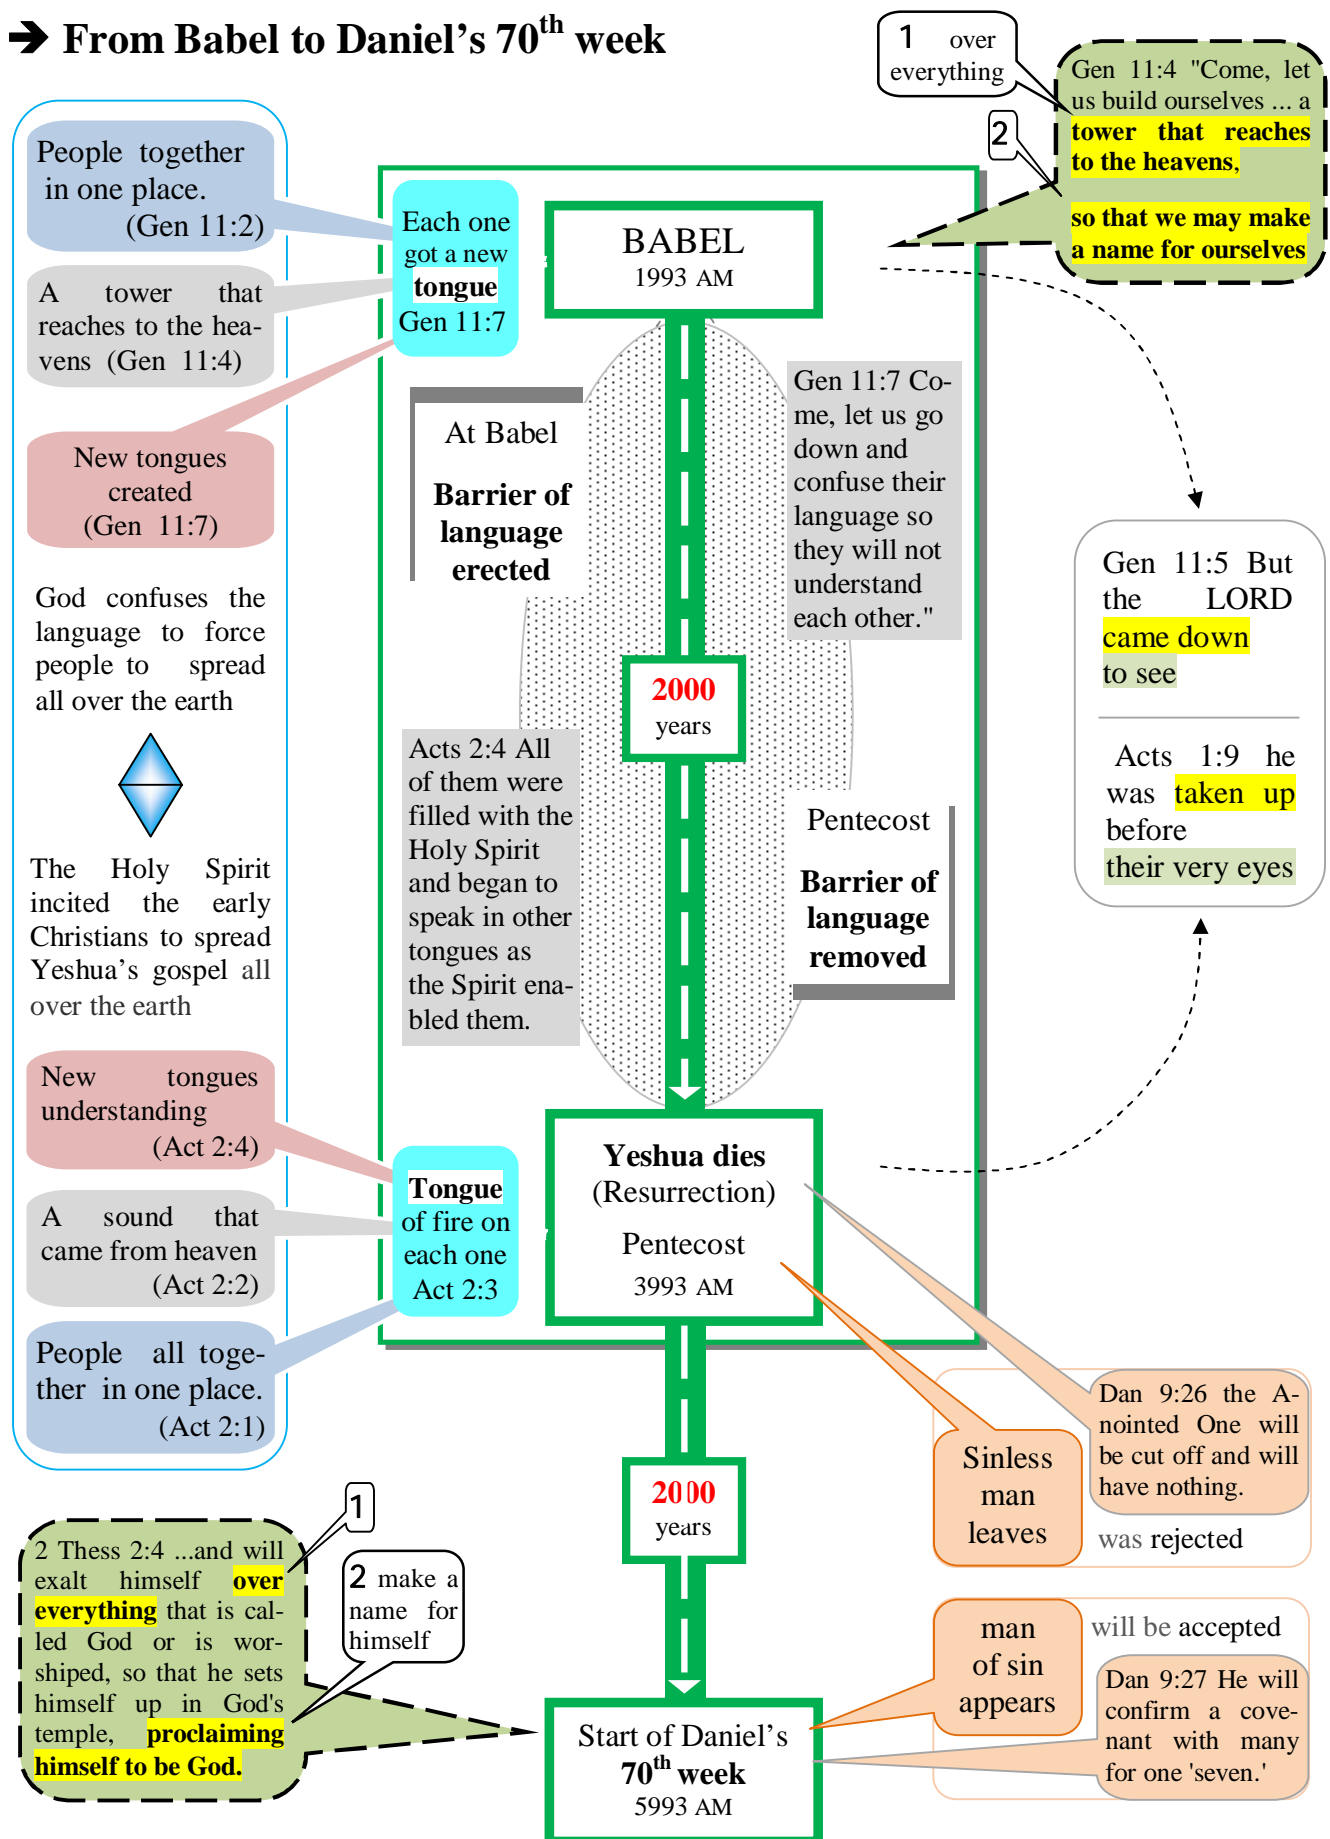 ➔ From Babel to Daniel's 70th week
1 over
everything
Gen 11:4 "Come, let
us build ourselves ... a
tower that reaches
to the heavens,
so that we may make
a name for ourselves
2
People together
in one place.
(Gen 11:2)
A tower that
reaches to the hea-
vens (Gen 11:4)
New tongues
created
(Gen 11:7)
Each one
got a new
tongue
Gen 11:7
BABEL
1993 AM
At Babel
Barrier of
language
erected
Gen 11:7 Co-
me, let us go
down and
confuse their
language so
they will not
understand
each other."
God confuses the
language to force
people to spread
all over the earth
The Holy Spirit
incited the early
Christians to spread
Yeshua's gospel all
over the earth
2000
years
Acts 2:4 All
of them were
filled with the
Holy Spirit
and began to
speak in other
tongues as
the Spirit ena-
bled them.
Pentecost
Barrier of
language
removed
Gen 11:5 But
the LORD
came down
to see
Acts 1:9 he
was taken up
before
their very eyes
New tongues
understanding
(Act 2:4)
A sound that
came from heaven
(Act 2:2)
People all toge-
ther in one place.
(Act 2:1)
Tongue
of fire on
each one
Act 2:3
Yeshua dies
(Resurrection)
Pentecost
3993 AM
Dan 9:26 the A-
nointed One will
be cut off and will
have nothing.
was rejected
Sinless
man
leaves
2000
years
1
2 Thess 2:4 ...and will
exalt himself over
everything that is cal-
led God or is wor-
shiped, so that he sets
himself up in God's
temple, proclaiming
himself to be God.
2 make a
name for
himself
man
of sin
appears
will be accepted
Dan 9:27 He will
confirm a cove-
nant with many
for one 'seven.'
Start of Daniel's
70th week
5993 AM